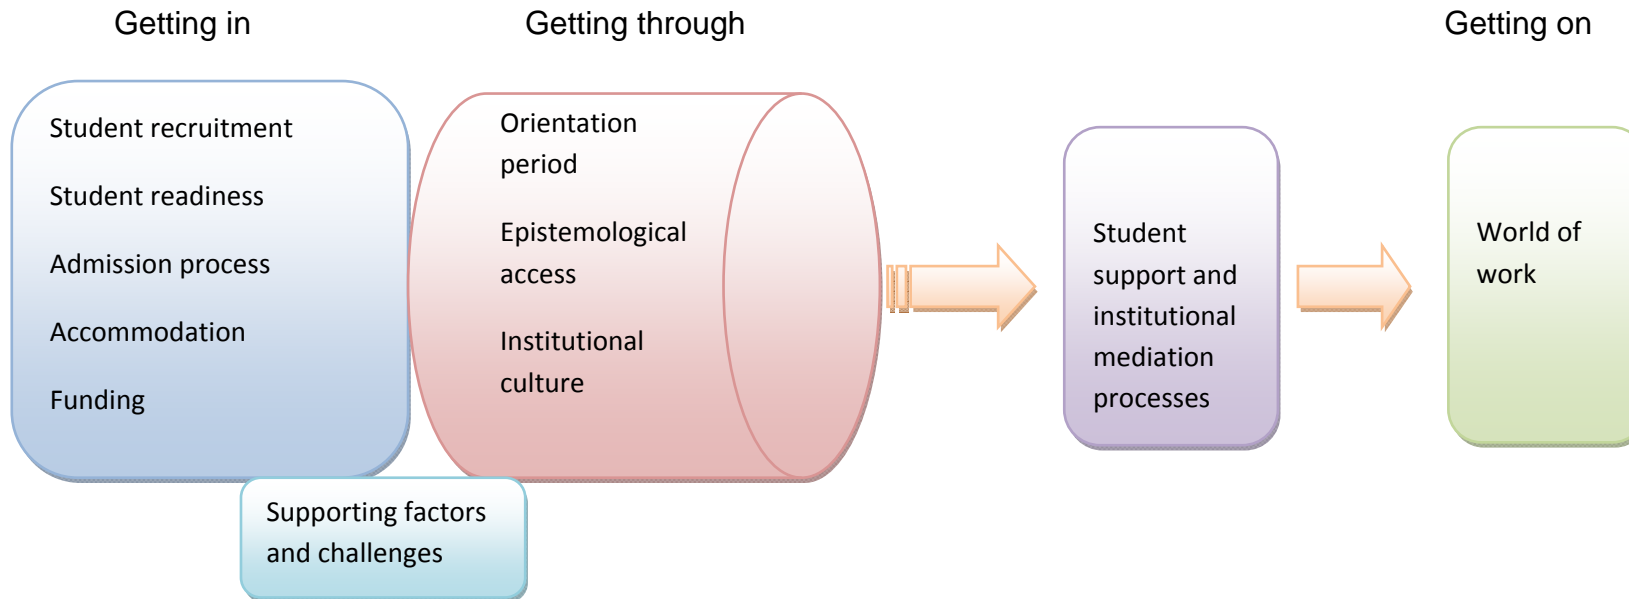 Getting in
Getting through
Getting on
Student recruitment
Student readiness
Admission process
Accommodation
Funding
Orientation
period
Epistemological
access
Institutional
culture
Student
support and
institutional
mediation
processes
World of
work
Supporting factors
and challenges